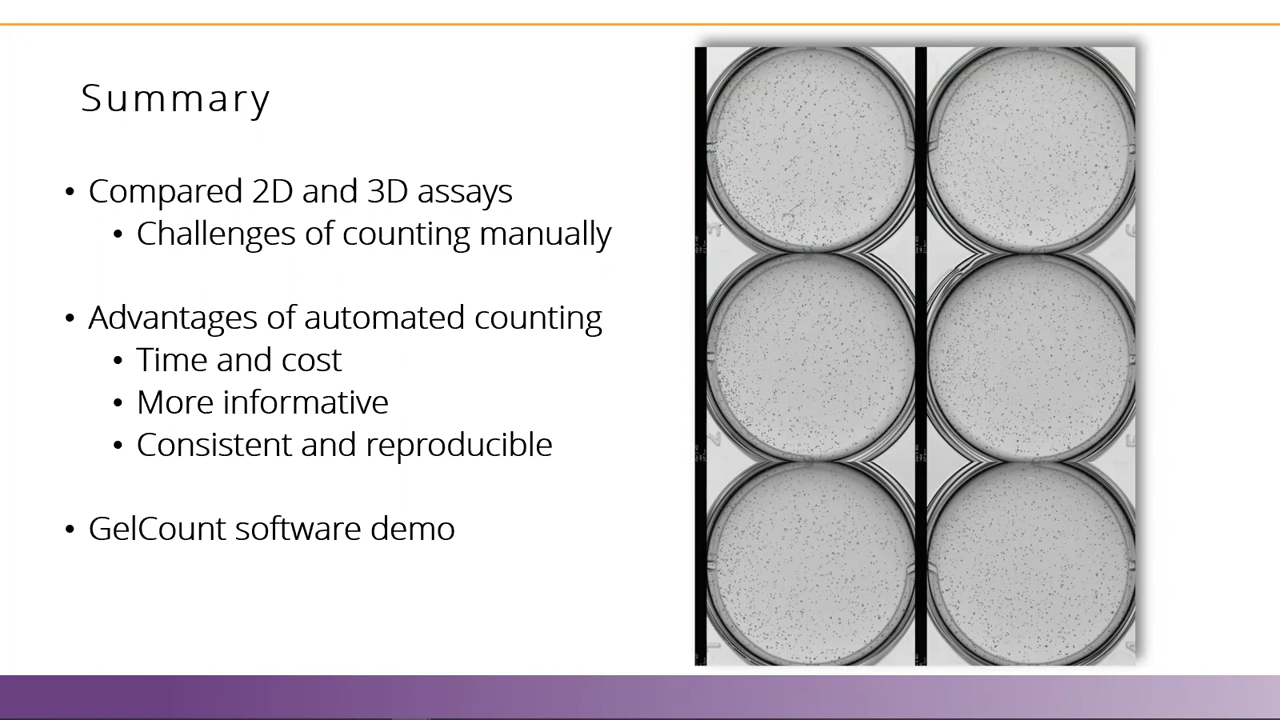 Summary
• Compared 2D and 3D assays
• Challenges of counting manually
• Advantages of automated counting
• Time and cost
• More informative
• Consistent and reproducible
• GelCount software demo